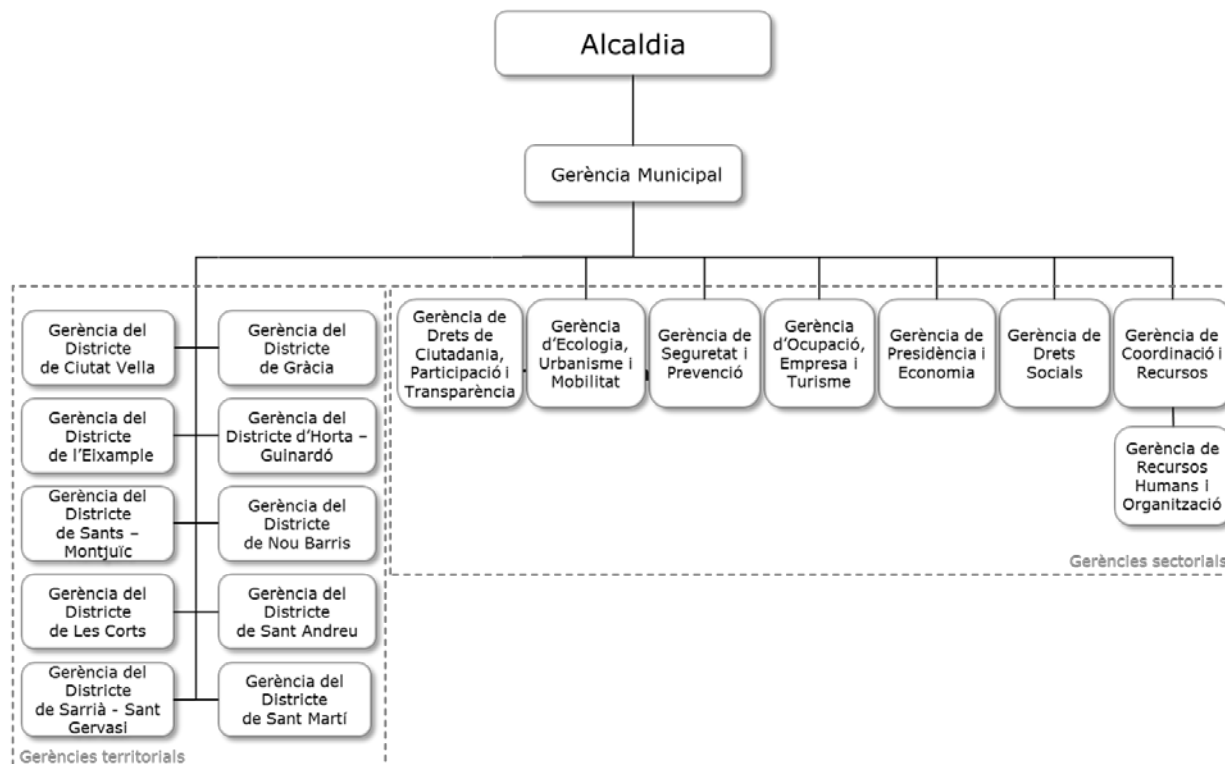 Alcaldia
Gerència Municipal
Gerència del
Districte
de Ciutat Vella
Gerència del
Districte
de Gràcia
Gerència del
Districte
de l'Eixample
Gerència del
Districte d'Horta –
Guinardó
Gerència del
Districte
de Sants –
Montjuïc
Gerència del
Districte
de Nou Barris
Gerència del
Districte
de Les Corts
Gerència del
Districte
de Sant Andreu
Gerència del
Districte
de Sarrià - Sant
Gervasi
Gerència del
Districte
de Sant Martí
Gerències territorials
Gerència de
Drets de
Ciutadania,
Participació i
Transparència
Gerència
d'Ecologia,
Urbanisme i
Mobilitat
Gerència de
Seguretat i
Prevenció
Gerència
d'Ocupació,
Empresa i
Turisme
Gerència de
Presidència i
Economia
Gerència de
Drets
Socials
Gerència de
Coordinació i
Recursos
Gerència de
Recursos
Humans i
Organització
Gerències sectorials